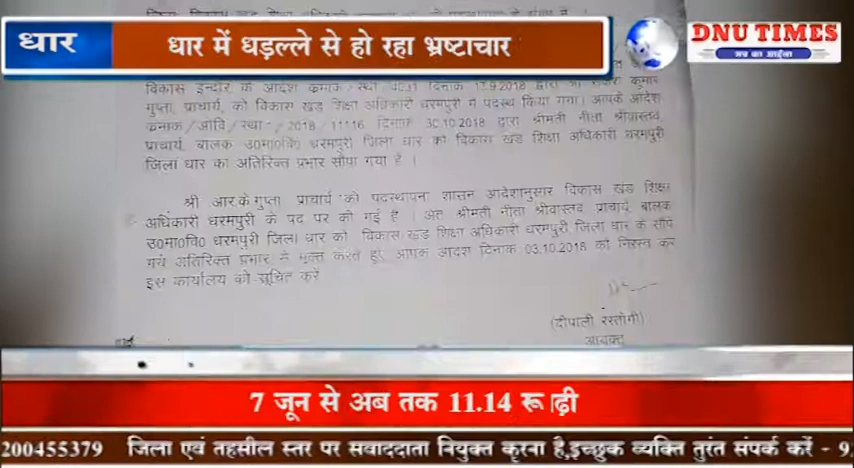 धार
धार में धड़ल्ले से हो रहा भ्रष्टाचार
DNU TIMES
सच का आईना
विकास इन्दौर के आदेश कमाक/स्था/4031 दिनांक 17.9.2018 द्वारा श्री कुमार
गुप्ता, प्राचार्य, को विकास खंड शिक्षा अधिकारी धरमपुरी में पदस्थ किया गया। आपके आदेश
कमाक/आवि/स्था/2018/11116 दिनांक 30.10.2018 द्वारा श्रीमती नीता श्रीवास्तव,
प्राचार्य, बालक उ0मा0वि0 धरमपुरी जिला धार को विकास खंड शिक्षा अधिकारी धरमपुरी
जिला धार का अतिरिक्त प्रभार सौंपा गया है ।
श्री आर.के.गुप्ता प्राचार्य को पदस्थापना शासन आदेशानुसार विकास खंड शिक्षा
अधिकारी धरमपुरी के पद पर की गई है । अतः श्रीमती नीता श्रीवास्तव प्राचार्य बालक
उ0मा0वि0 धरमपुरी जिला धार को विकास खंड शिक्षा अधिकारी धरमपुरी जिला धार के सौंपे
गये अतिरिक्त प्रभार से मुक्त करते हुए आपके आदेश दिनांक 03.10.2018 को निरस्त कर
इस कार्यालय को सूचित करें
(दीपाली रस्तोगी)
आयुक्त
7 जून से अब तक 11.14 रू
200455379 जिला एवं तहसील स्तर पर सवाददाता नियुक्त करना है,इच्छुक व्यक्ति तुरंत संपर्क करें - 9